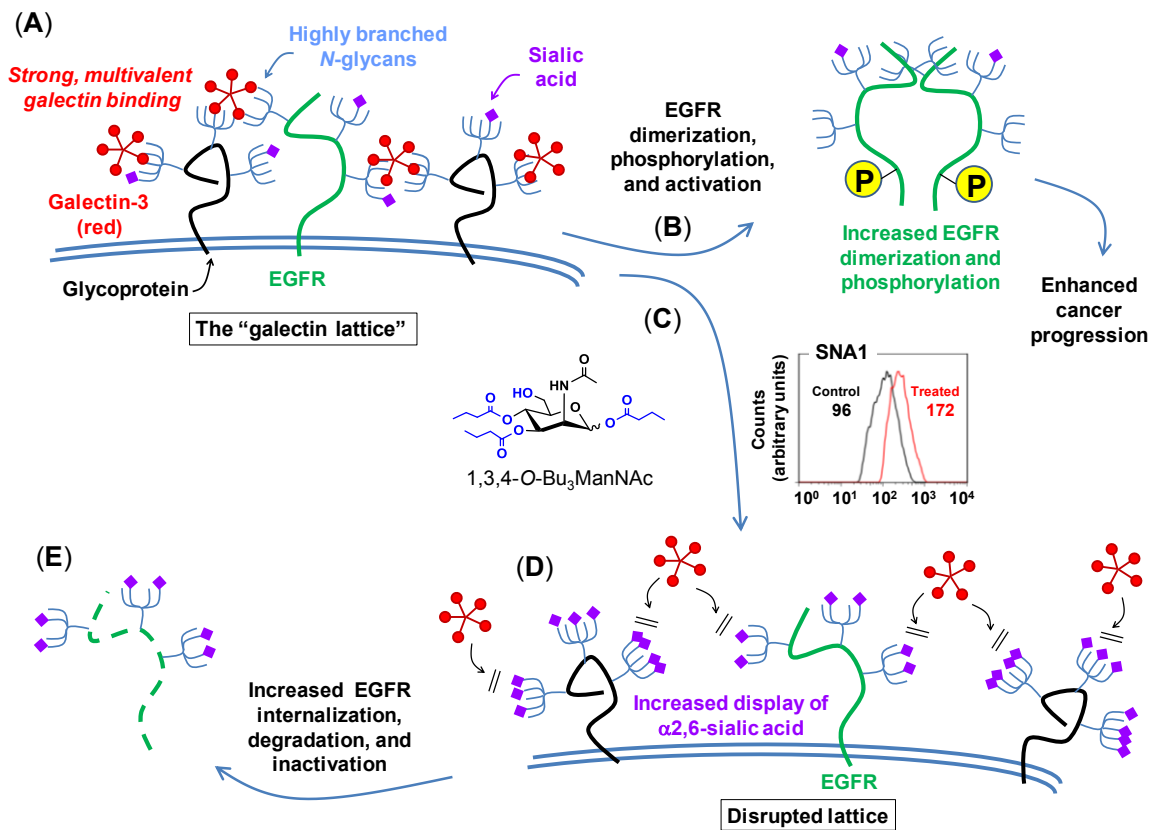 (A)
Highly branched
N-glycans
Sialic
acid
Strong, multivalent
galectin binding
Galectin-3
(red)
Glycoprotein
EGFR
The “galectin lattice”
EGFR
dimerization,
phosphorylation,
and activation
(B)
P
P
Increased EGFR
dimerization and
phosphorylation
Enhanced
cancer
progression
(C)
HO
NH
O
O
O
O
O
O
O
O
1,3,4-O-Bu₃ManNAc
SNA1
Control
96
Treated
172
Counts
(arbitrary units)
10⁰ 10¹ 10² 10³ 10⁴
(D)
Increased display of
α2,6-sialic acid
EGFR
Disrupted lattice
(E)
Increased EGFR
internalization,
degradation, and
inactivation